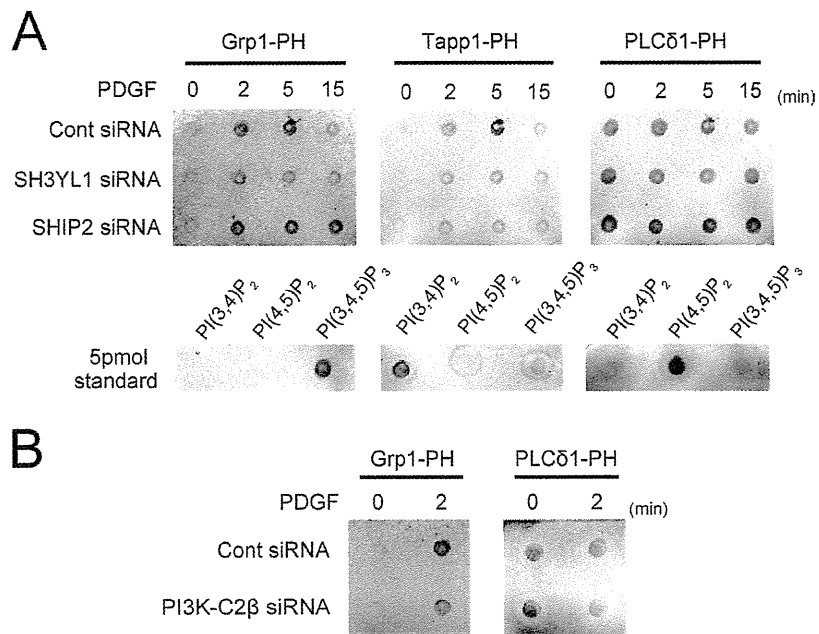 A
Grp1-PH Tapp1-PH PLCδ1-PH
PDGF 0 2 5 15 0 2 5 15 0 2 5 15 (min)
Cont siRNA
SH3YL1 siRNA
SHIP2 siRNA
PI(3,4)P₂ PI(4,5)P₂ PI(3,4,5)P₃ PI(3,4)P₂ PI(4,5)P₂ PI(3,4,5)P₃ PI(3,4)P₂ PI(4,5)P₂ PI(3,4,5)P₃
5pmol
standard
B
Grp1-PH PLCδ1-PH
PDGF 0 2 0 2 (min)
Cont siRNA
PI3K-C2β siRNA